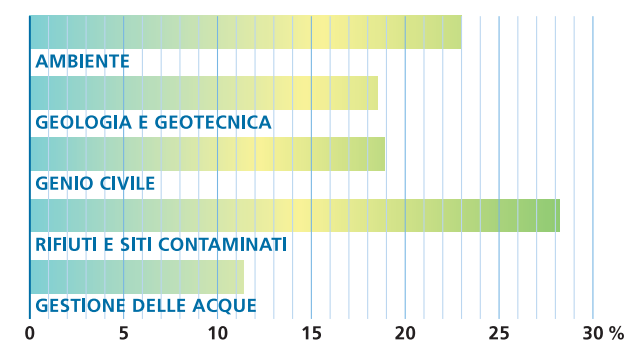 AMBIENTE
GEOLOGIA E GEOTECNICA
GENIO CIVILE
RIFIUTI E SITI CONTAMINATI
GESTIONE DELLE ACQUE
0 5 10 15 20 25 30 %